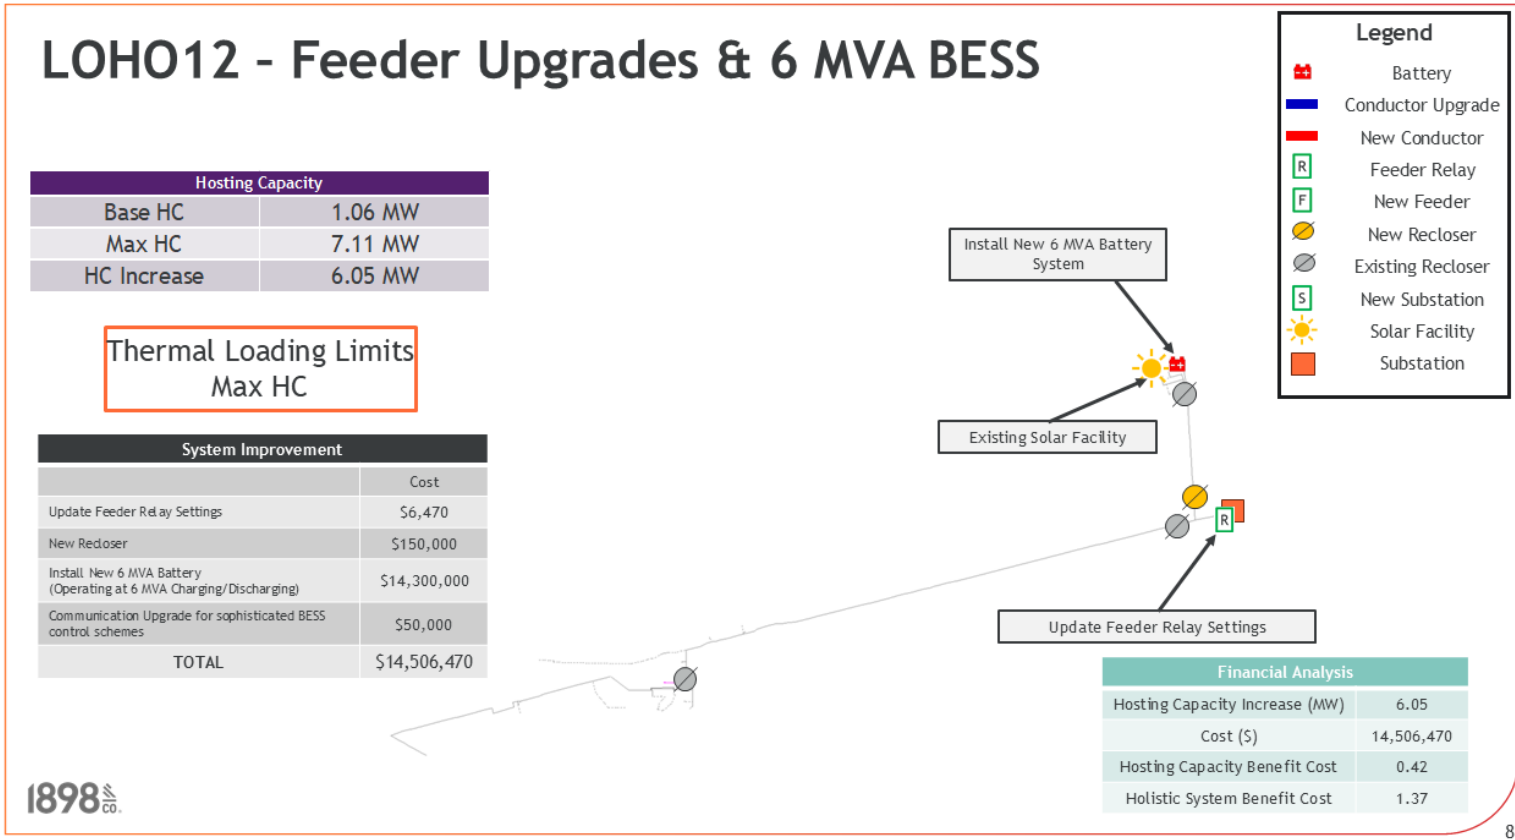 LOHO12 - Feeder Upgrades & 6 MVA BESS
Hosting Capacity
Base HC 1.06 MW
Max HC 7.11 MW
HC Increase 6.05 MW
Thermal Loading Limits
Max HC
System Improvement
Cost
Update Feeder Relay Settings $6,470
New Recloser $150,000
Install New 6 MVA Battery
(Operating at 6 MVA Charging/Discharging) $14,300,000
Communication Upgrade for sophisticated BESS
control schemes $50,000
TOTAL $14,506,470
Install New 6 MVA Battery
System
Existing Solar Facility
R
Update Feeder Relay Settings
Legend
Battery
Conductor Upgrade
New Conductor
R Feeder Relay
F New Feeder
New Recloser
Existing Recloser
S New Substation
Solar Facility
Substation
Financial Analysis
Hosting Capacity Increase (MW) 6.05
Cost ($) 14,506,470
Hosting Capacity Benefit Cost 0.42
Holistic System Benefit Cost 1.37
1898 & CO.
8